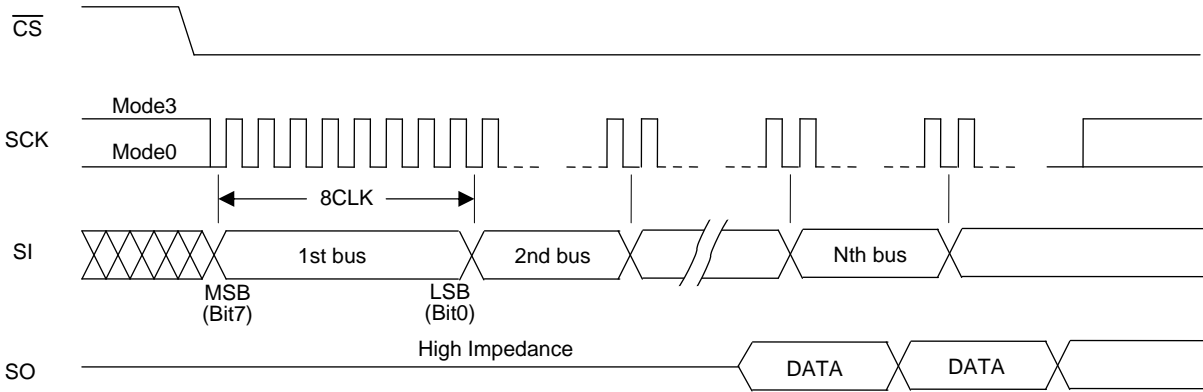 CS
Mode3
SCK
Mode0
8CLK
SI
1st bus
2nd bus
Nth bus
MSB
(Bit7)
LSB
(Bit0)
High Impedance
SO
DATA
DATA